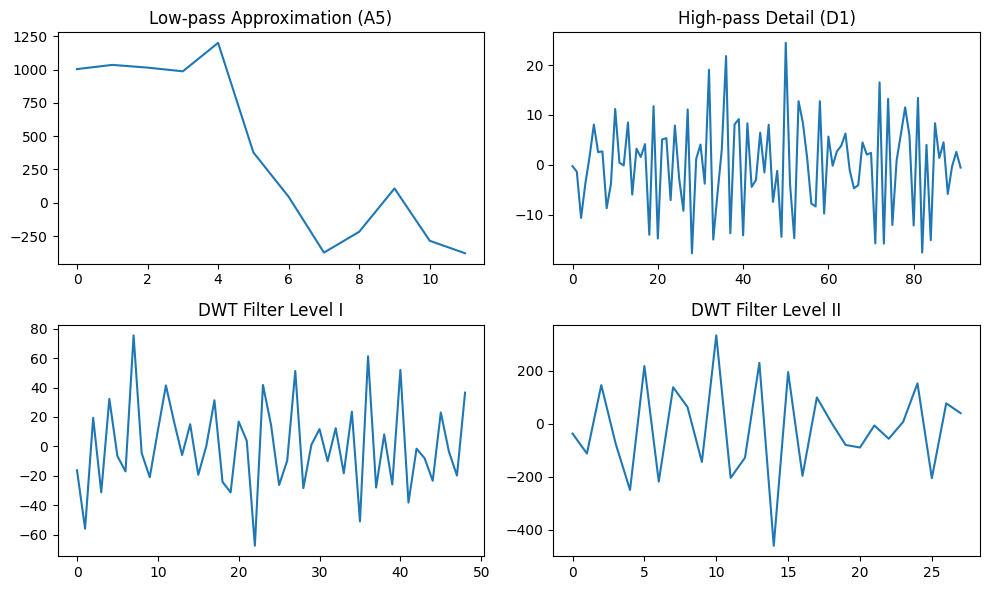 Low-pass Approximation (A5)
1250
1000
750
500
250
0
−250
0 2 4 6 8 10
High-pass Detail (D1)
20
10
0
−10
0 20 40 60 80
DWT Filter Level I
80
60
40
20
0
−20
−40
−60
0 10 20 30 40 50
DWT Filter Level II
200
0
−200
−400
0 5 10 15 20 25